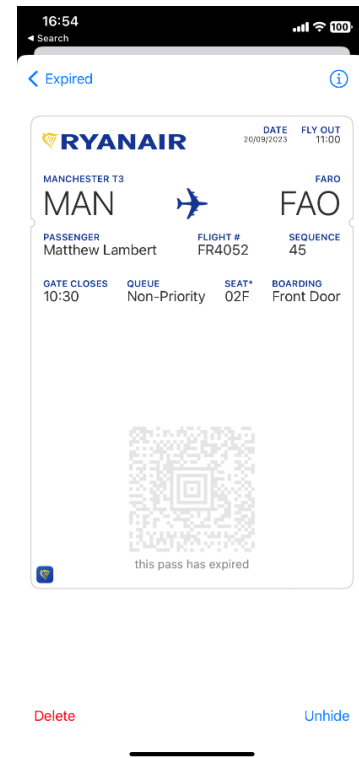 16:54
100
◀ Search
Expired
RYANAIR
DATE FLY OUT
20/09/2023 11:00
MANCHESTER T3 FARO
MAN FAO
PASSENGER FLIGHT # SEQUENCE
Matthew Lambert FR4052 45
GATE CLOSES QUEUE SEAT* BOARDING
10:30 Non-Priority 02F Front Door
this pass has expired
Delete Unhide